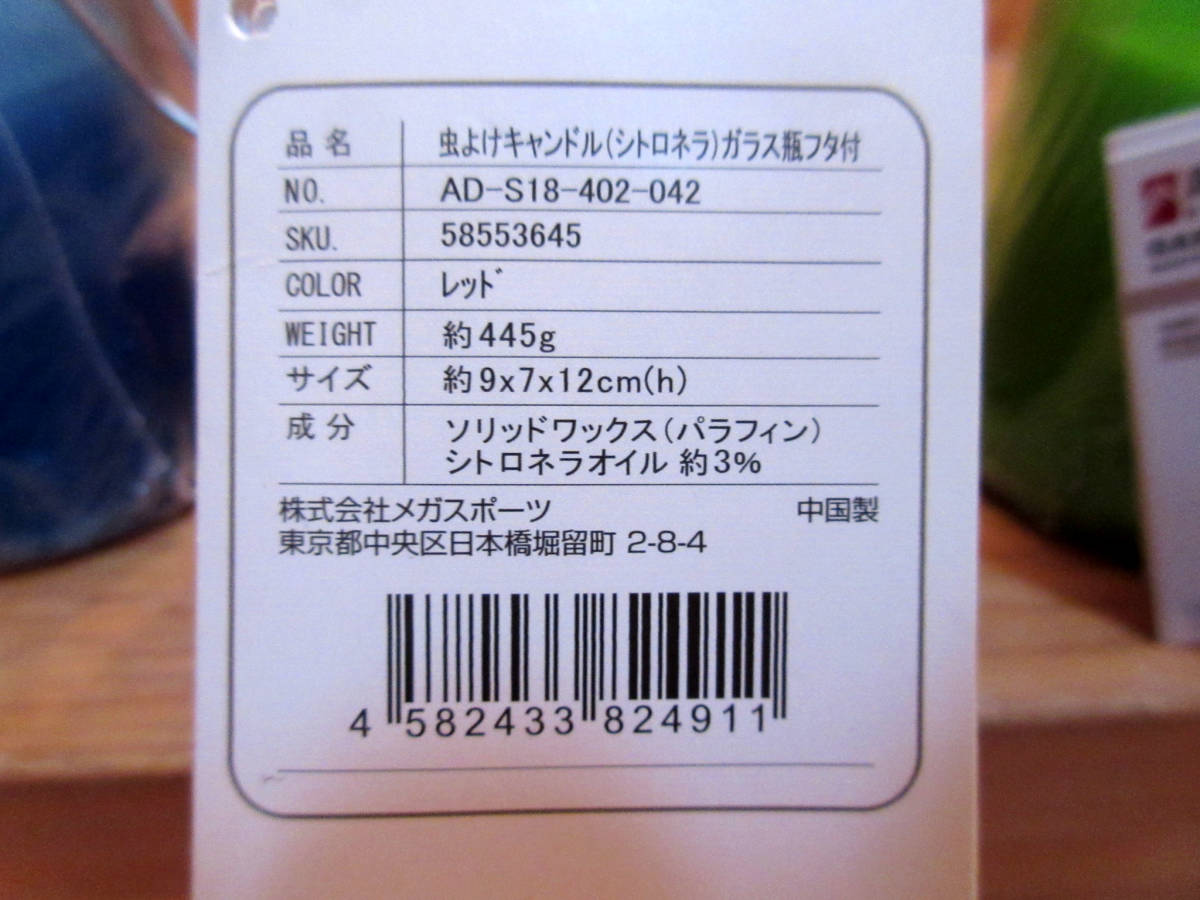 品名 虫よけキャンドル(シトロネラ)ガラス瓶フタ付
NO. AD-S18-402-042
SKU. 58553645
COLOR レッド
WEIGHT 約445g
サイズ 約9x7x12cm(h)
成分 ソリッドワックス(パラフィン)
シトロネラオイル 約3%
株式会社メガスポーツ 中国製
東京都中央区日本橋堀留町 2-8-4
4 582433 824911